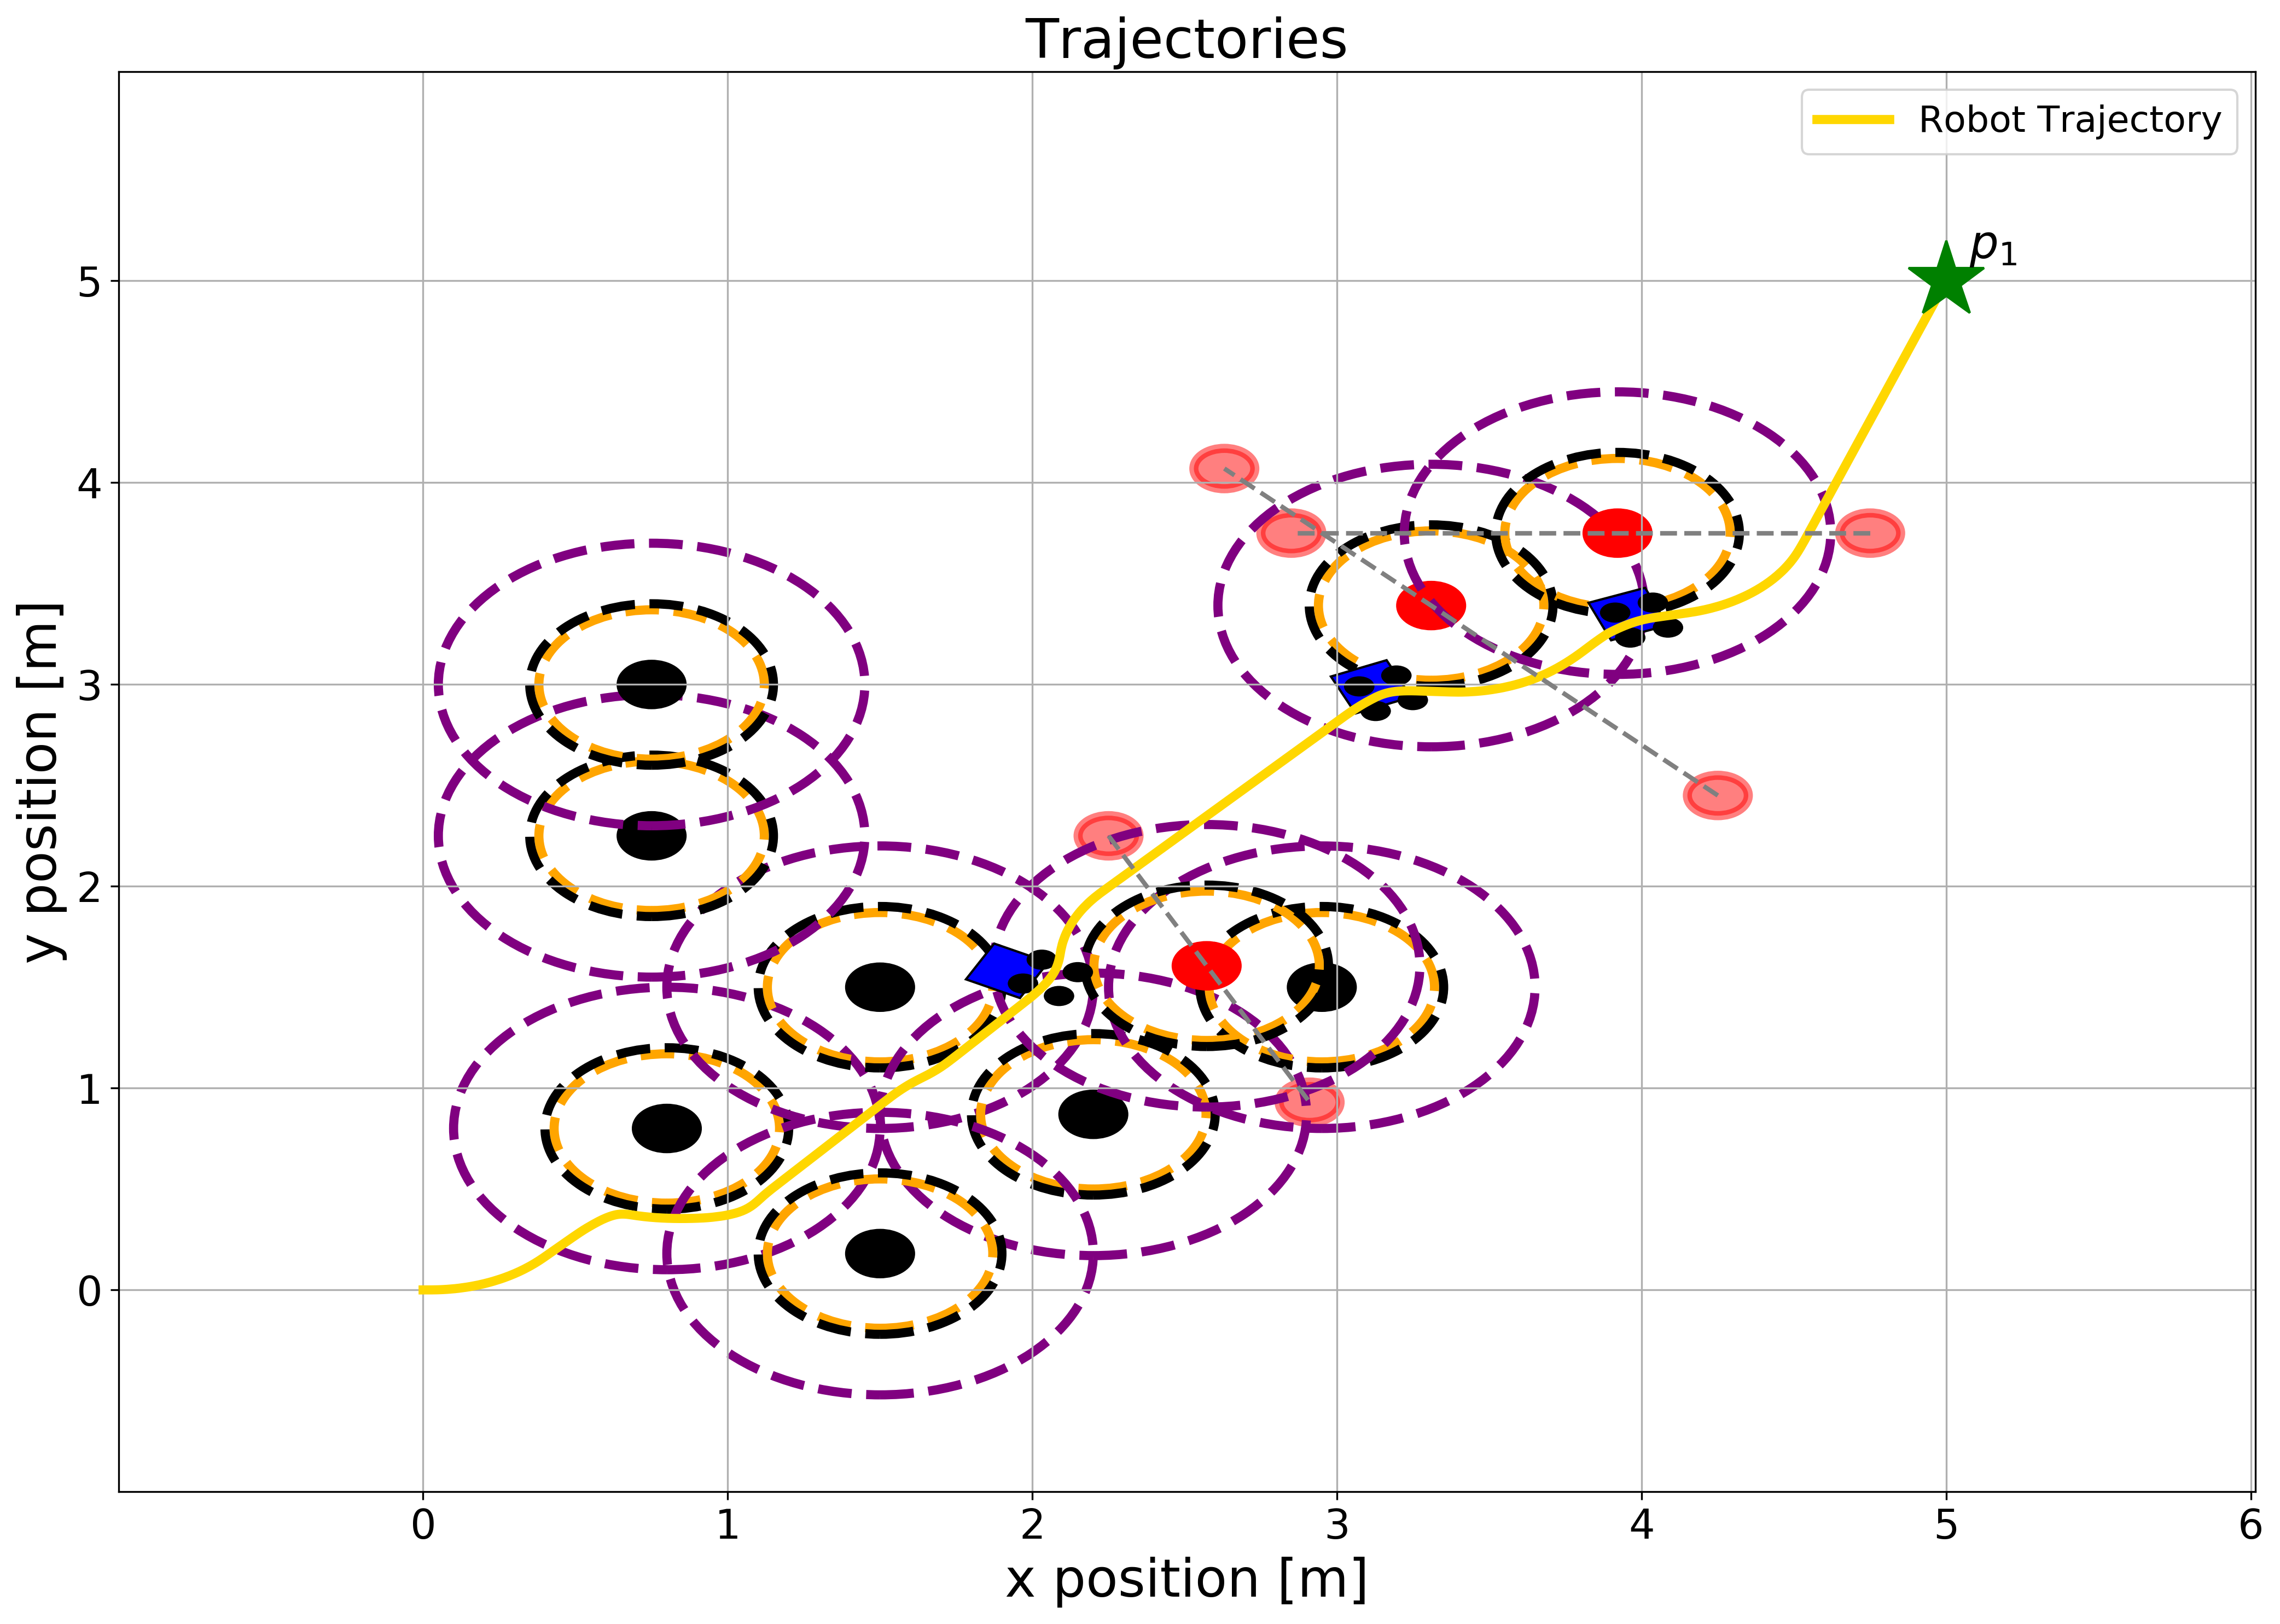 Trajectories
Robot Trajectory
p1
5
4
3
2
1
0
y position [m]
0 1 2 3 4 5 6
x position [m]